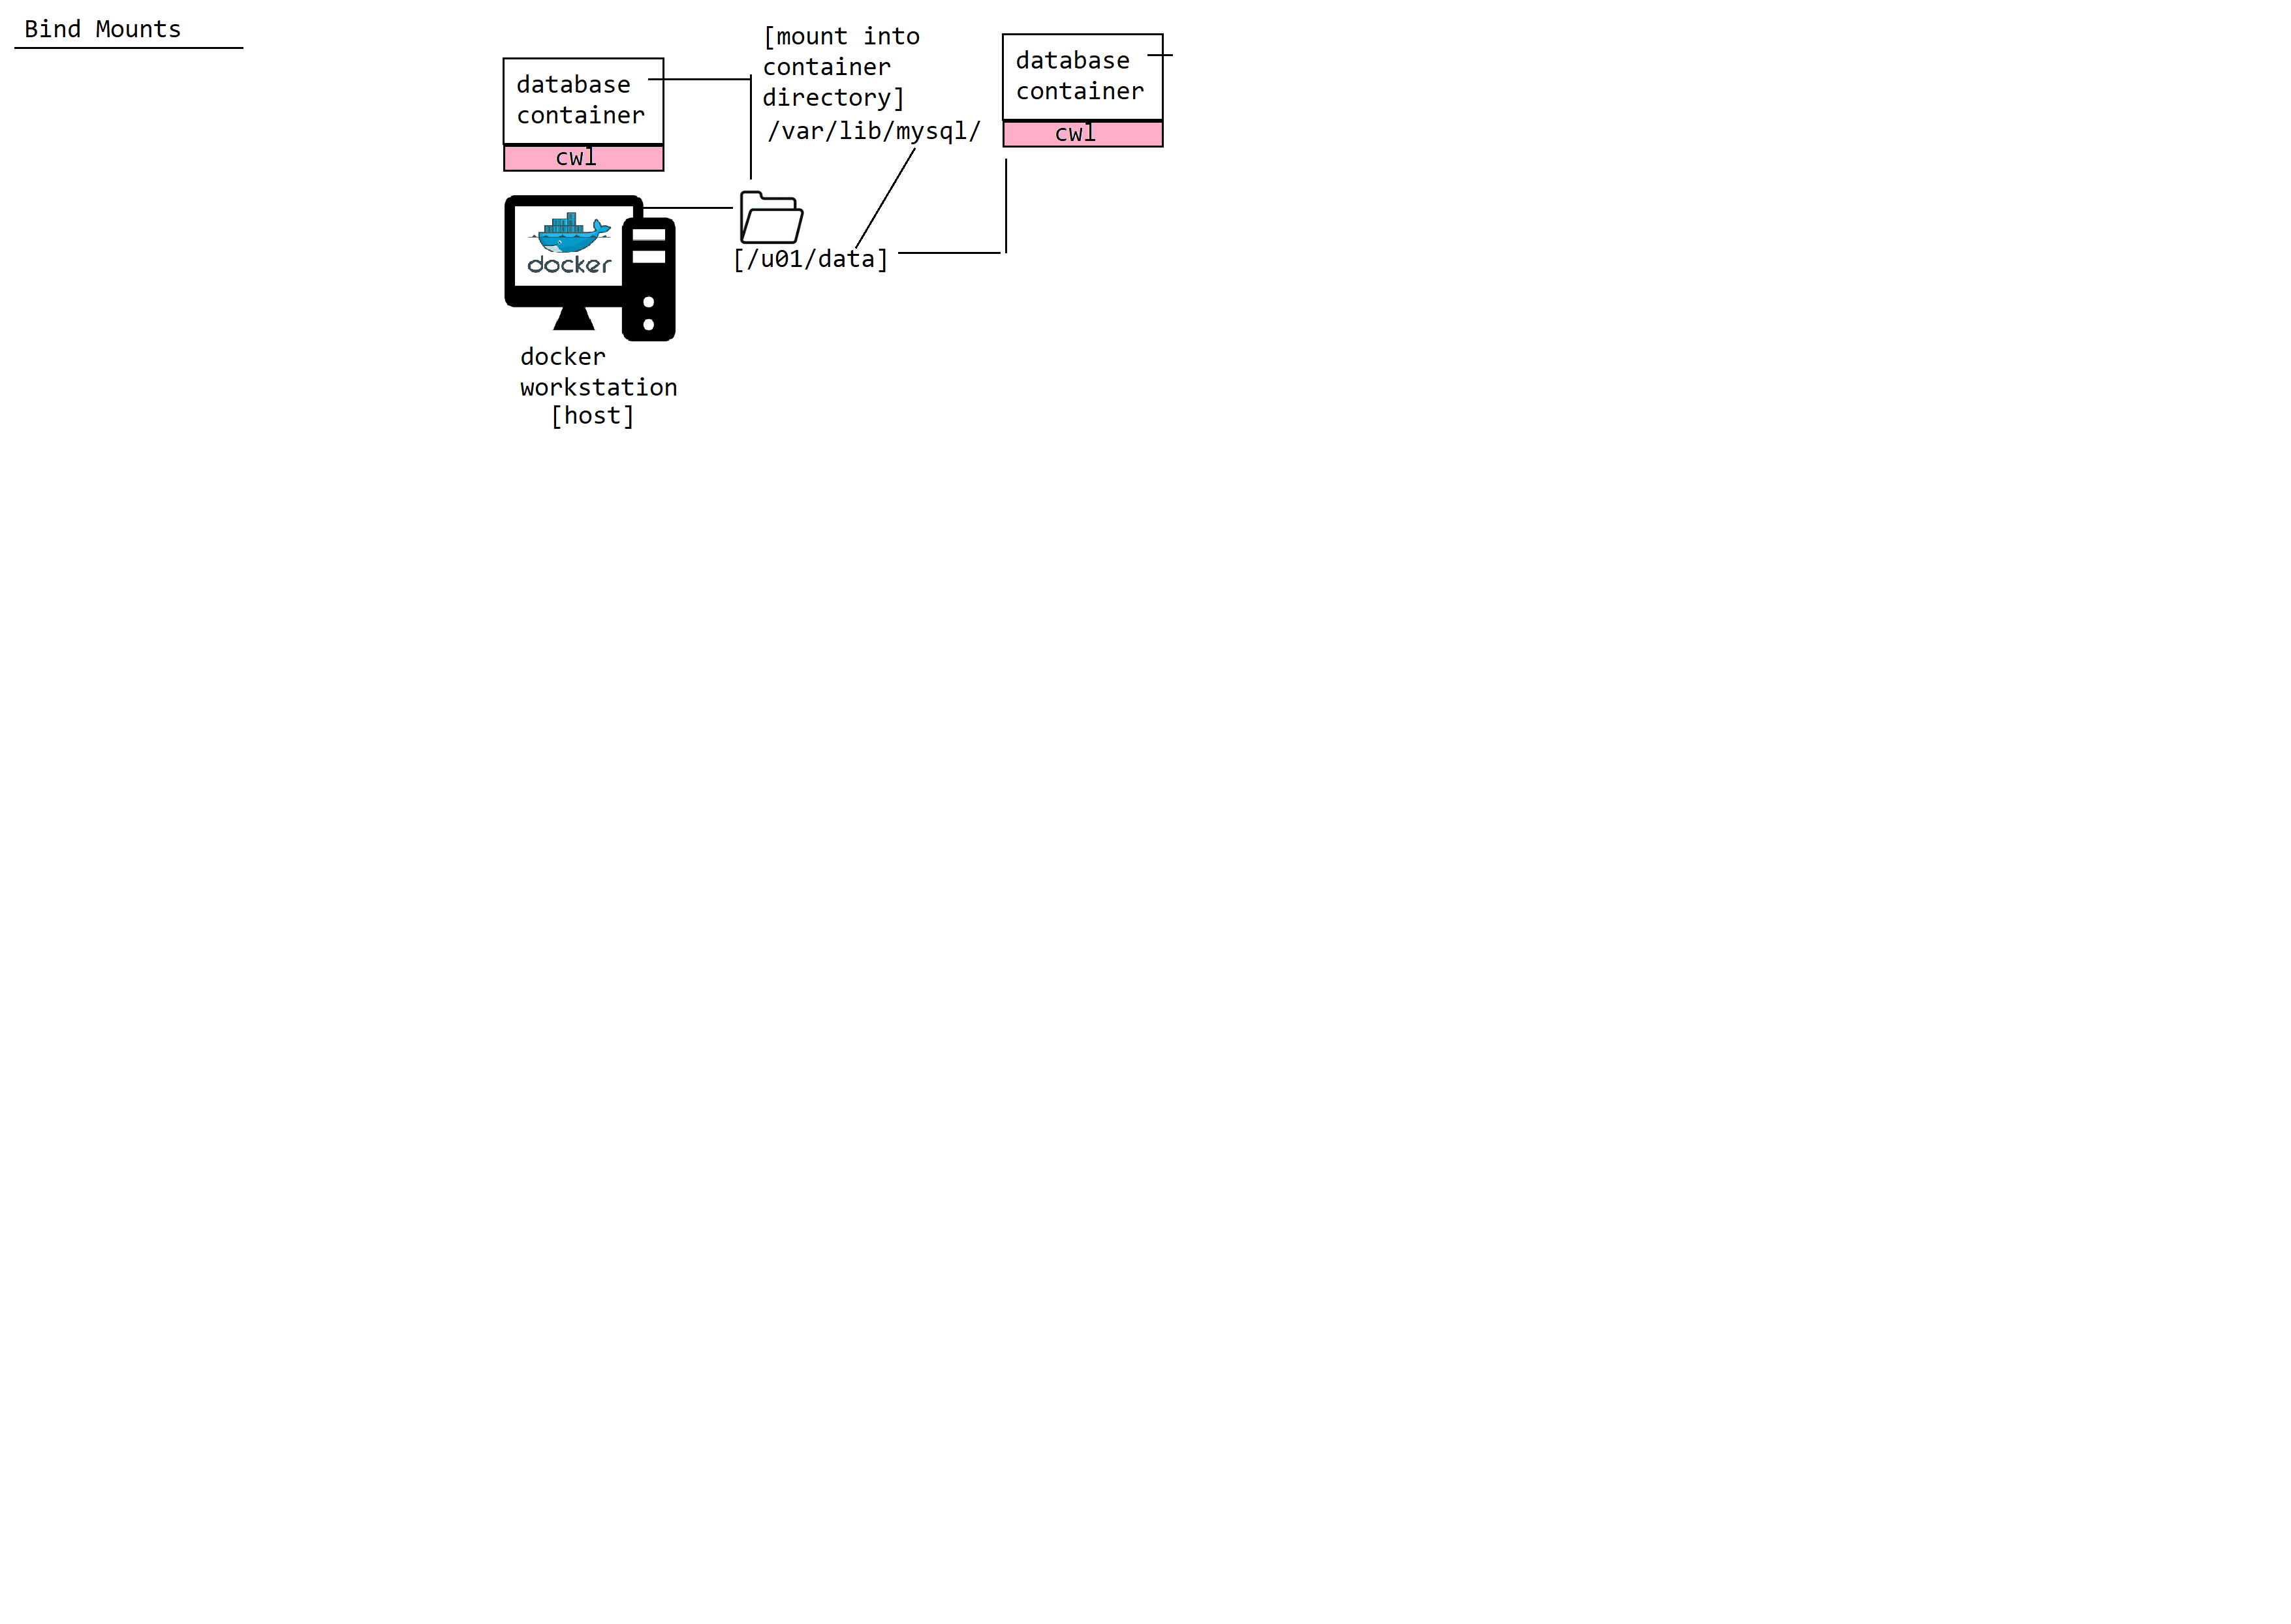 Bind Mounts
database
container
cwl
[mount into
container
directory]
/var/lib/mysql/
database
container
cwl
docker
[/u01/data]
docker
workstation
[host]